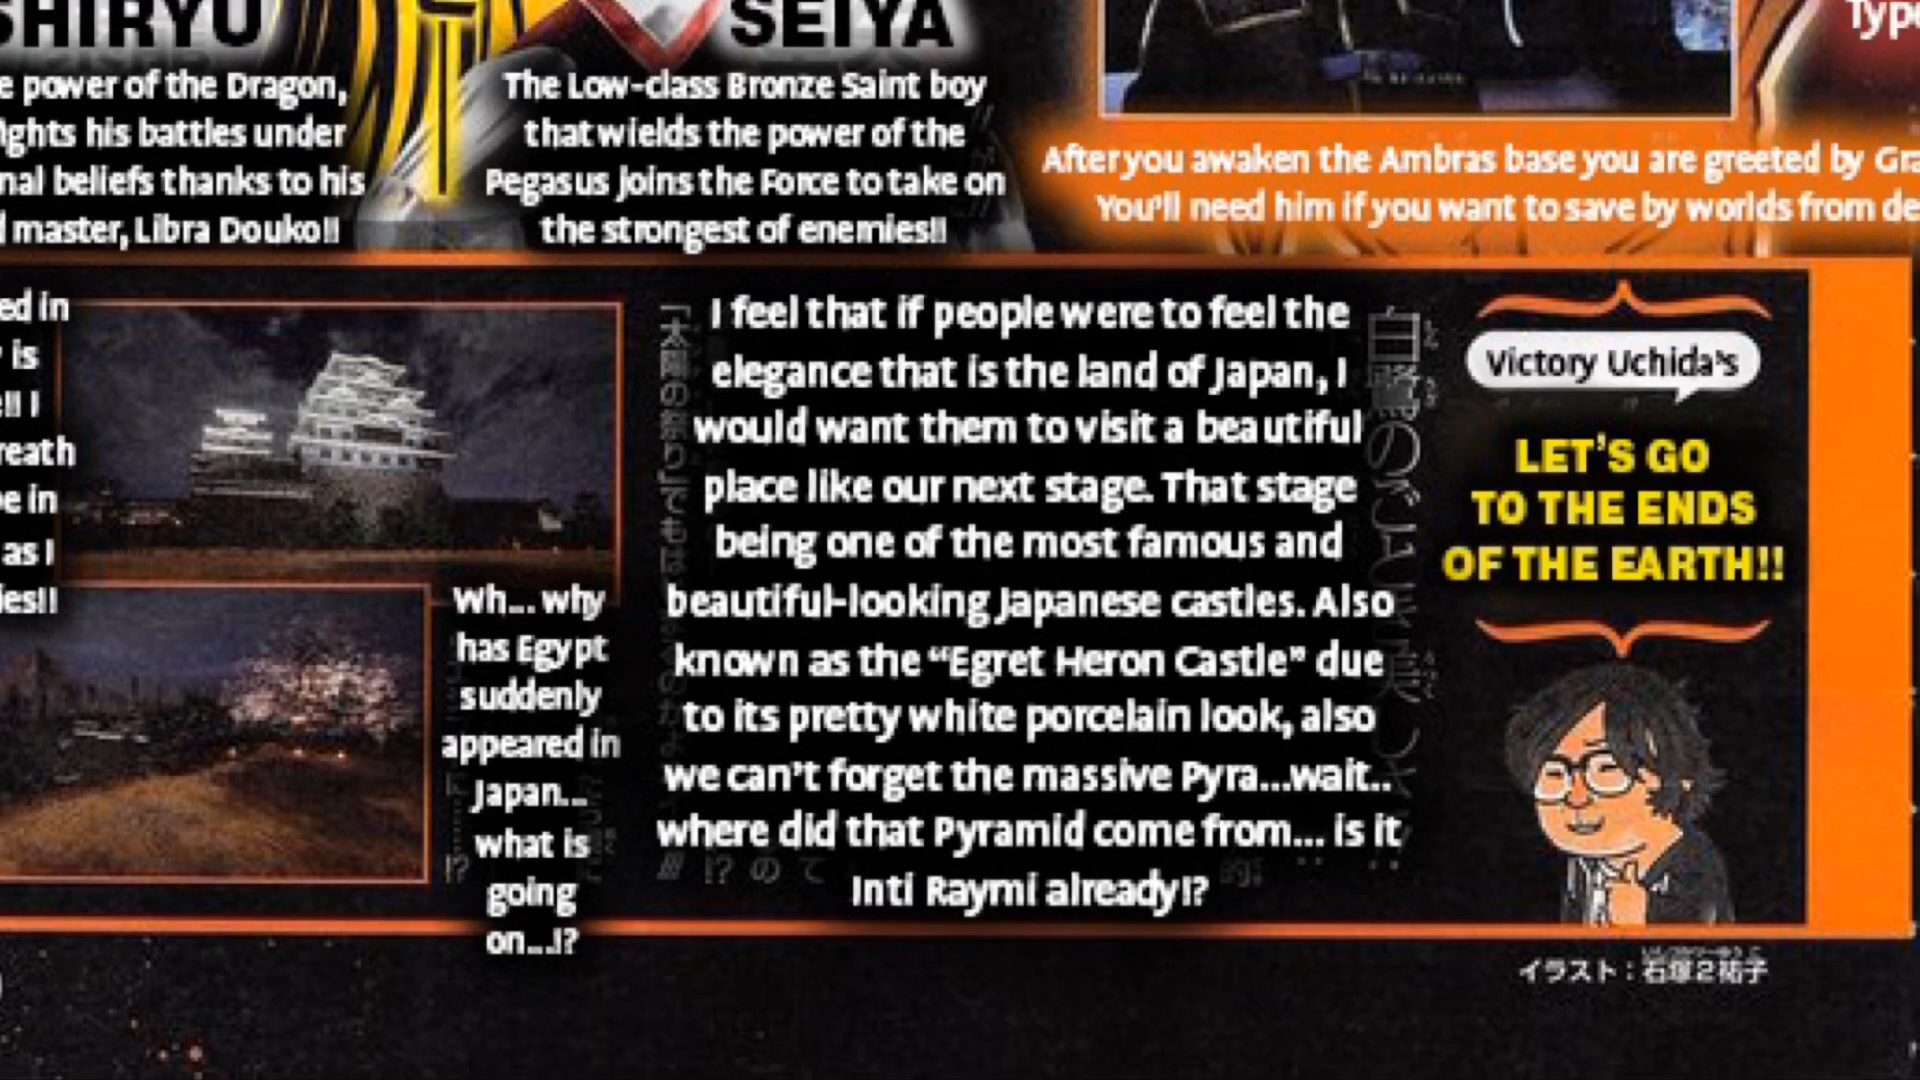 SHIRYU
e power of the Dragon,
ights his battles under
nal beliefs thanks to his
master, Libra Douko!!
SEIYA
The Low-class Bronze Saint boy
that wields the power of the
Pegasus joins the Force to take on
the strongest of enemies!!
Type
After you awaken the Ambras base you are greeted by Gra
You'll need him if you want to save by worlds from de
ed in
is
!! I
reath
e in
as I
ies!!
Wh... why
has Egypt
suddenly
appeared in
Japan...
what is
going
on...!?
I feel that if people were to feel the
elegance that is the land of Japan, I
would want them to visit a beautiful
place like our next stage. That stage
being one of the most famous and
beautiful-looking Japanese castles. Also
known as the “Egret Heron Castle” due
to its pretty white porcelain look, also
we can't forget the massive Pyra...wait..
where did that Pyramid come from... is it
Inti Raymi already!?
Victory Uchida's
LET'S GO
TO THE ENDS
OF THE EARTH!!
イラスト：石塚2祐子